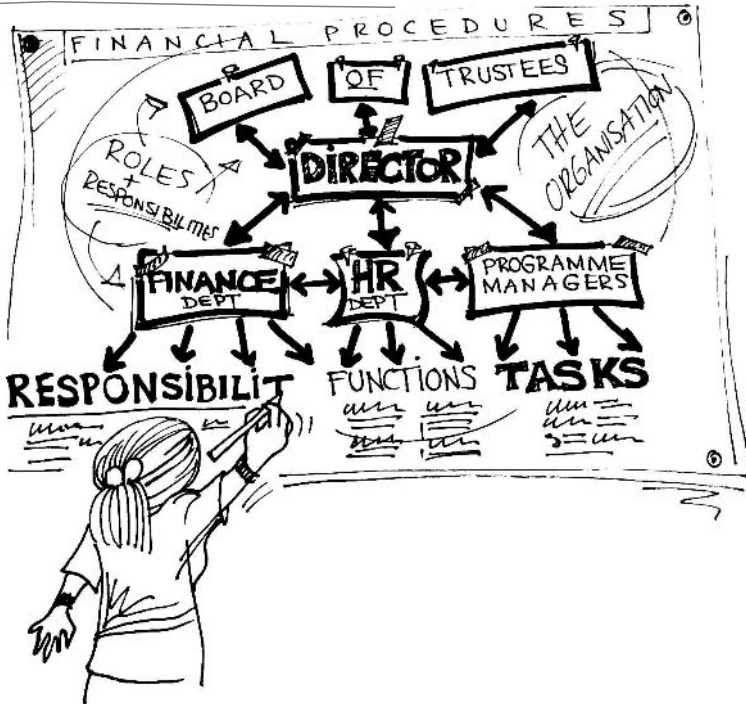 FINANCIAL PROCEDURES
BOARD OF TRUSTEES
ROLES
+
RESPONSIBILITIES
DIRECTOR
THE
ORGANISATION
FINANCE
DEPT
HR
DEPT
PROGRAMME
MANAGERS
RESPONSIBILIT
FUNCTIONS
TASKS